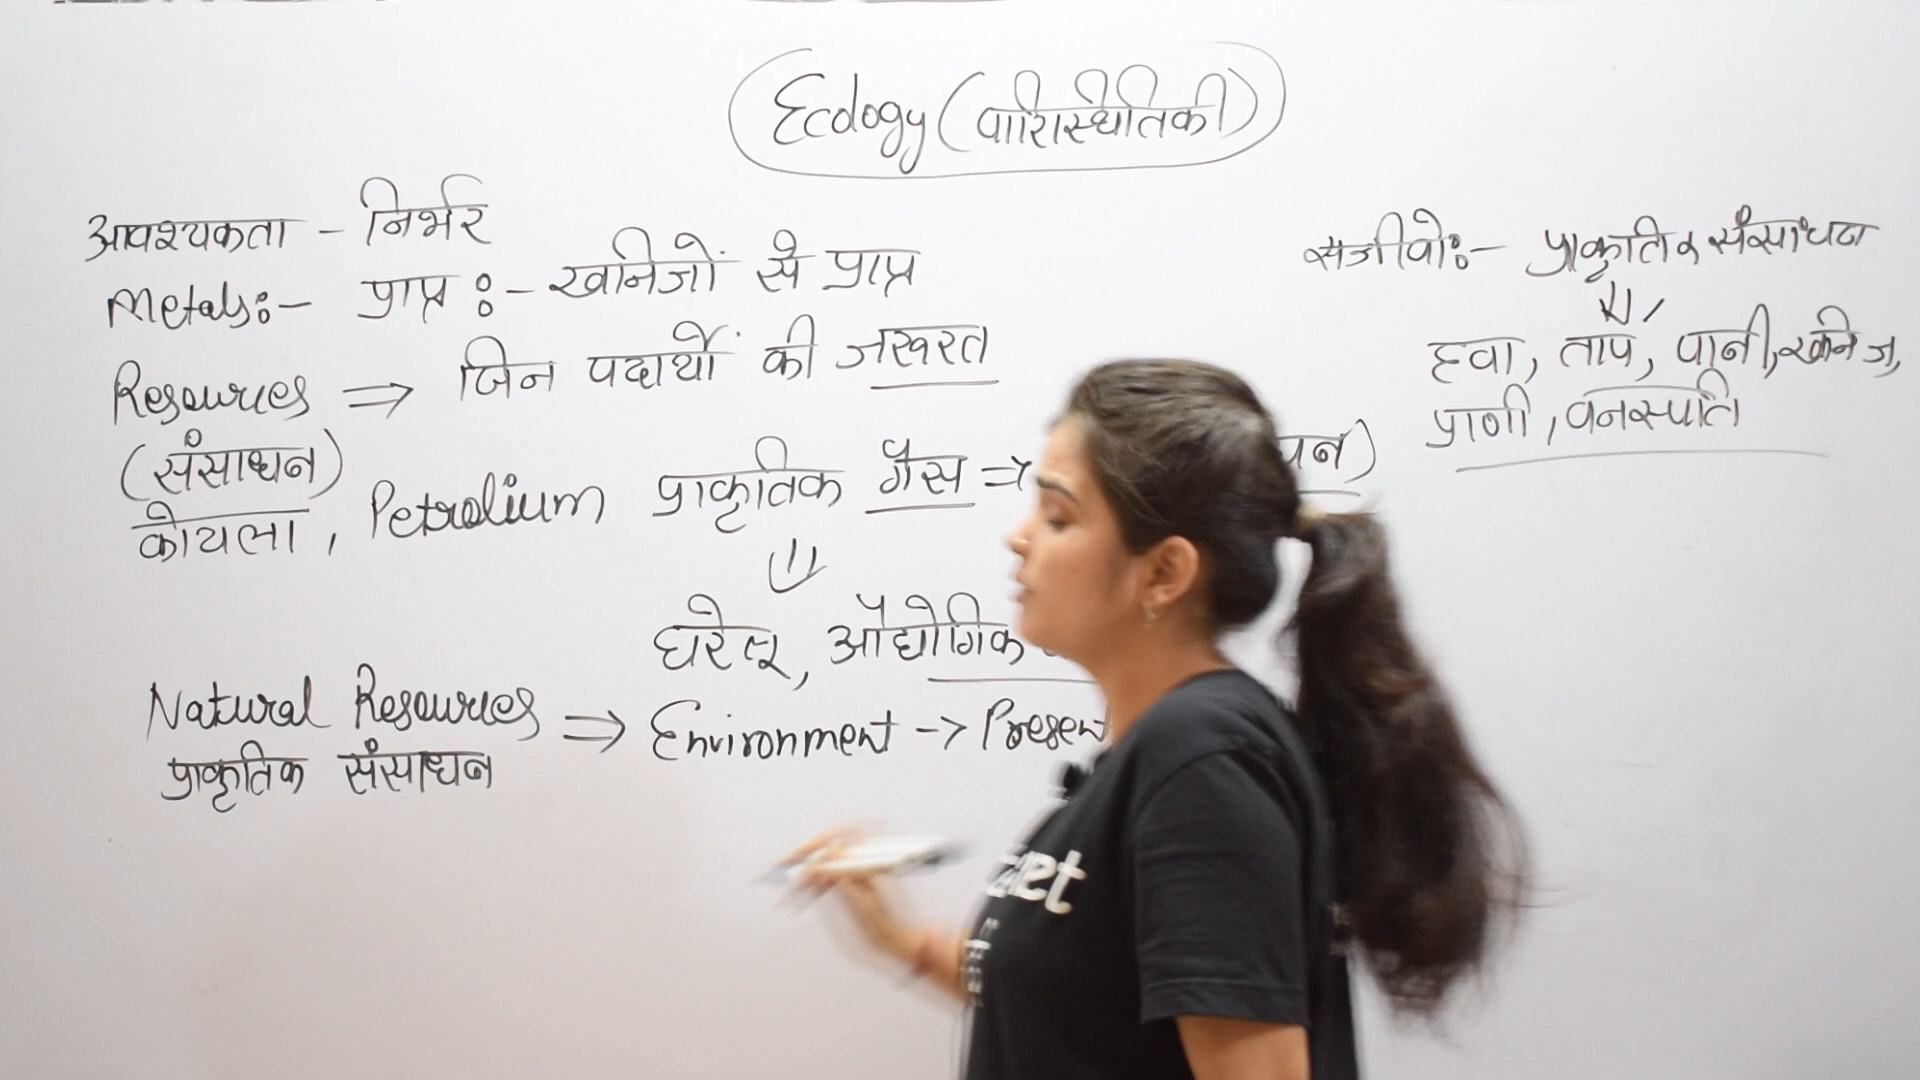 Ecology (पारिस्थितिकी)
आवश्यकता - निर्भर
Metals:- प्राप्त :- खनिजों से प्राप्त
Resources => जिन पदार्थों की जरूरत
(संसाधन)
कोयला, Petrolium प्राकृतिक गैस =>
घरेलू, औद्योगिक
Natural Resources => Environment -> Present
प्राकृतिक संसाधन
सजीवो:- प्राकृतिक संसाधन
हवा, ताप, पानी, खनिज,
प्राणी, वनस्पति